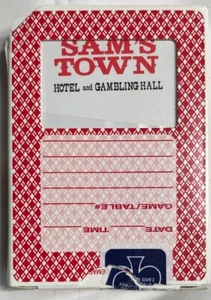 SAM'S
TOWN
HOTEL and GAMBLING HALL
GAME/TABLE#
DATE TIME